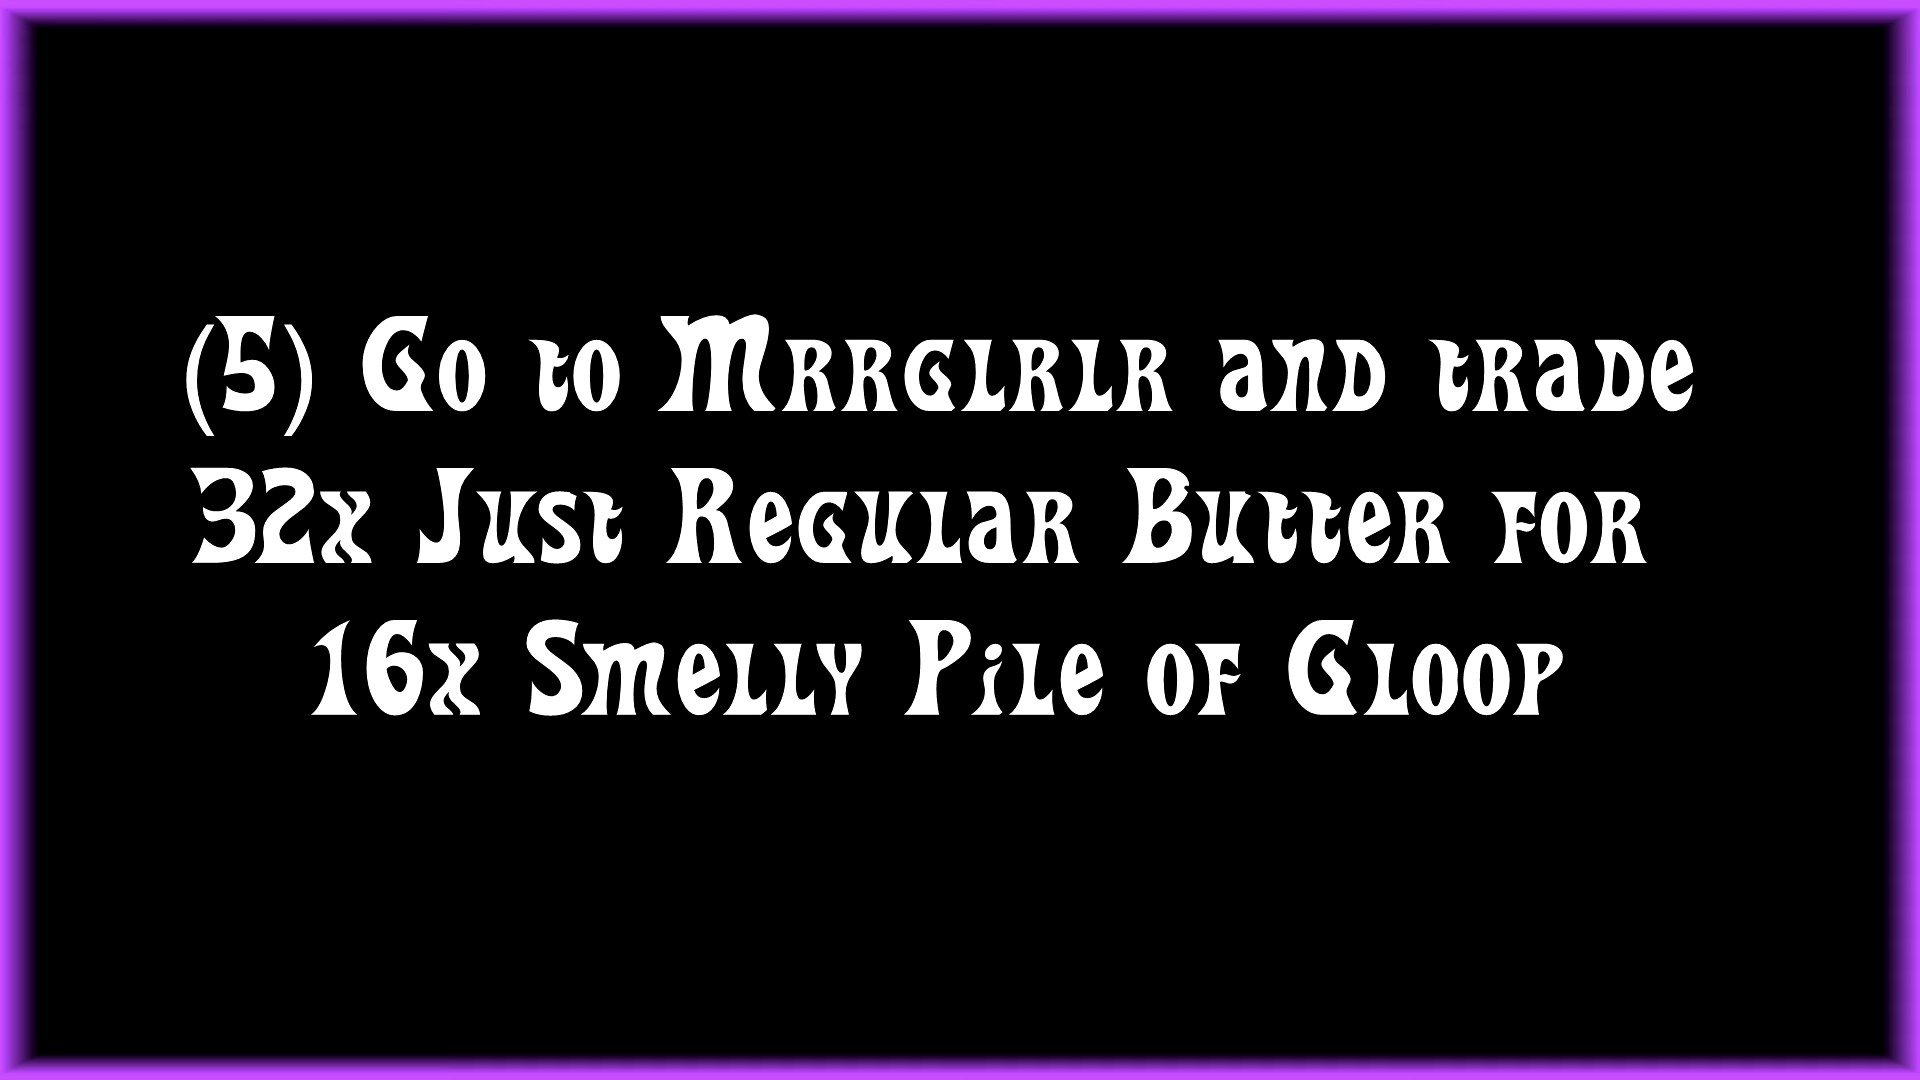 (5) Go to Mrrglrlr and trade
32x Just Regular Butter for
16x Smelly Pile of Gloop